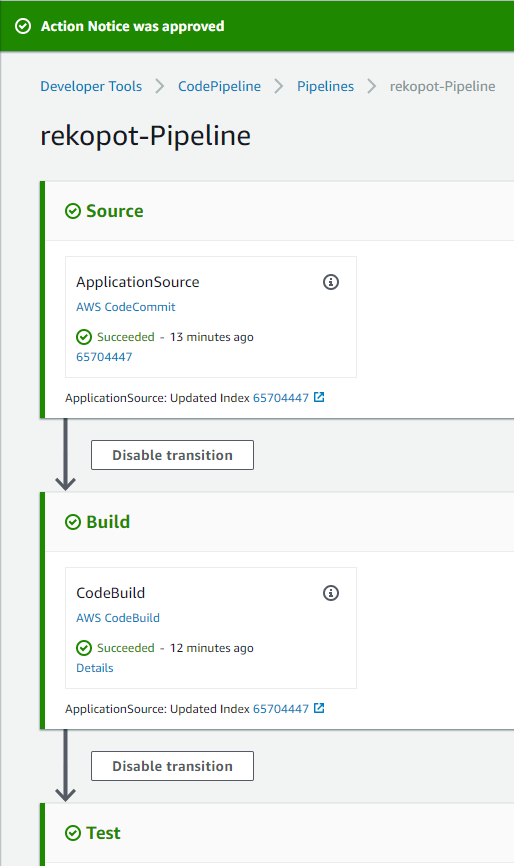 Action Notice was approved
Developer Tools > CodePipeline > Pipelines > rekopot-Pipeline
rekopot-Pipeline
Source
ApplicationSource
AWS CodeCommit
Succeeded - 13 minutes ago
65704447
ApplicationSource: Updated Index 65704447
Disable transition
Build
CodeBuild
AWS CodeBuild
Succeeded - 12 minutes ago
Details
ApplicationSource: Updated Index 65704447
Disable transition
Test